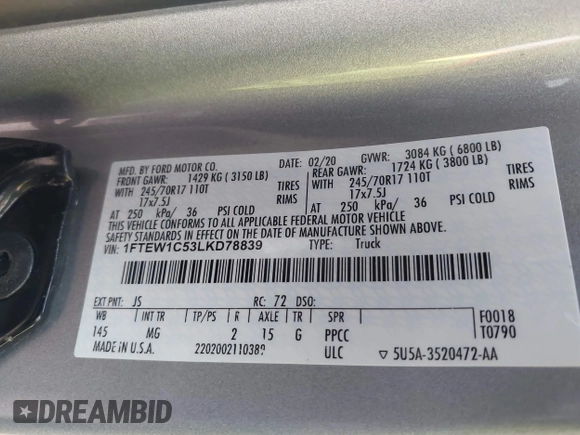 MFD. BY FORD MOTOR CO. DATE: 02/20 GVWR: 3084 KG ( 6800 LB)
FRONT GAWR: 1429 KG ( 3150 LB) REAR GAWR: 1724 KG ( 3800 LB)
WITH 245/70R17 110T TIRES WITH 245/70R17 110T TIRES
17x7.5J RIMS 17x7.5J RIMS
AT 250 kPa/ 36 PSI COLD AT 250 kPa/ 36 PSI COLD
THIS VEHICLE CONFORMS TO ALL APPLICABLE FEDERAL MOTOR VEHICLE
SAFETY STANDARDS IN EFFECT ON THE DATE OF MANUFACTURE SHOWN ABOVE.
VIN: 1FTEW1C53LKD78839 TYPE: Truck
EXT PNT: JS RC: 72 DSO:
WB INT TR TP/PS R AXLE TR SPR F0018
145 MG 2 15 G PPCC T0790
MADE IN U.S.A. 2202002110389 ULC ▽ 5U5A-3520472-AA
DREAMBID